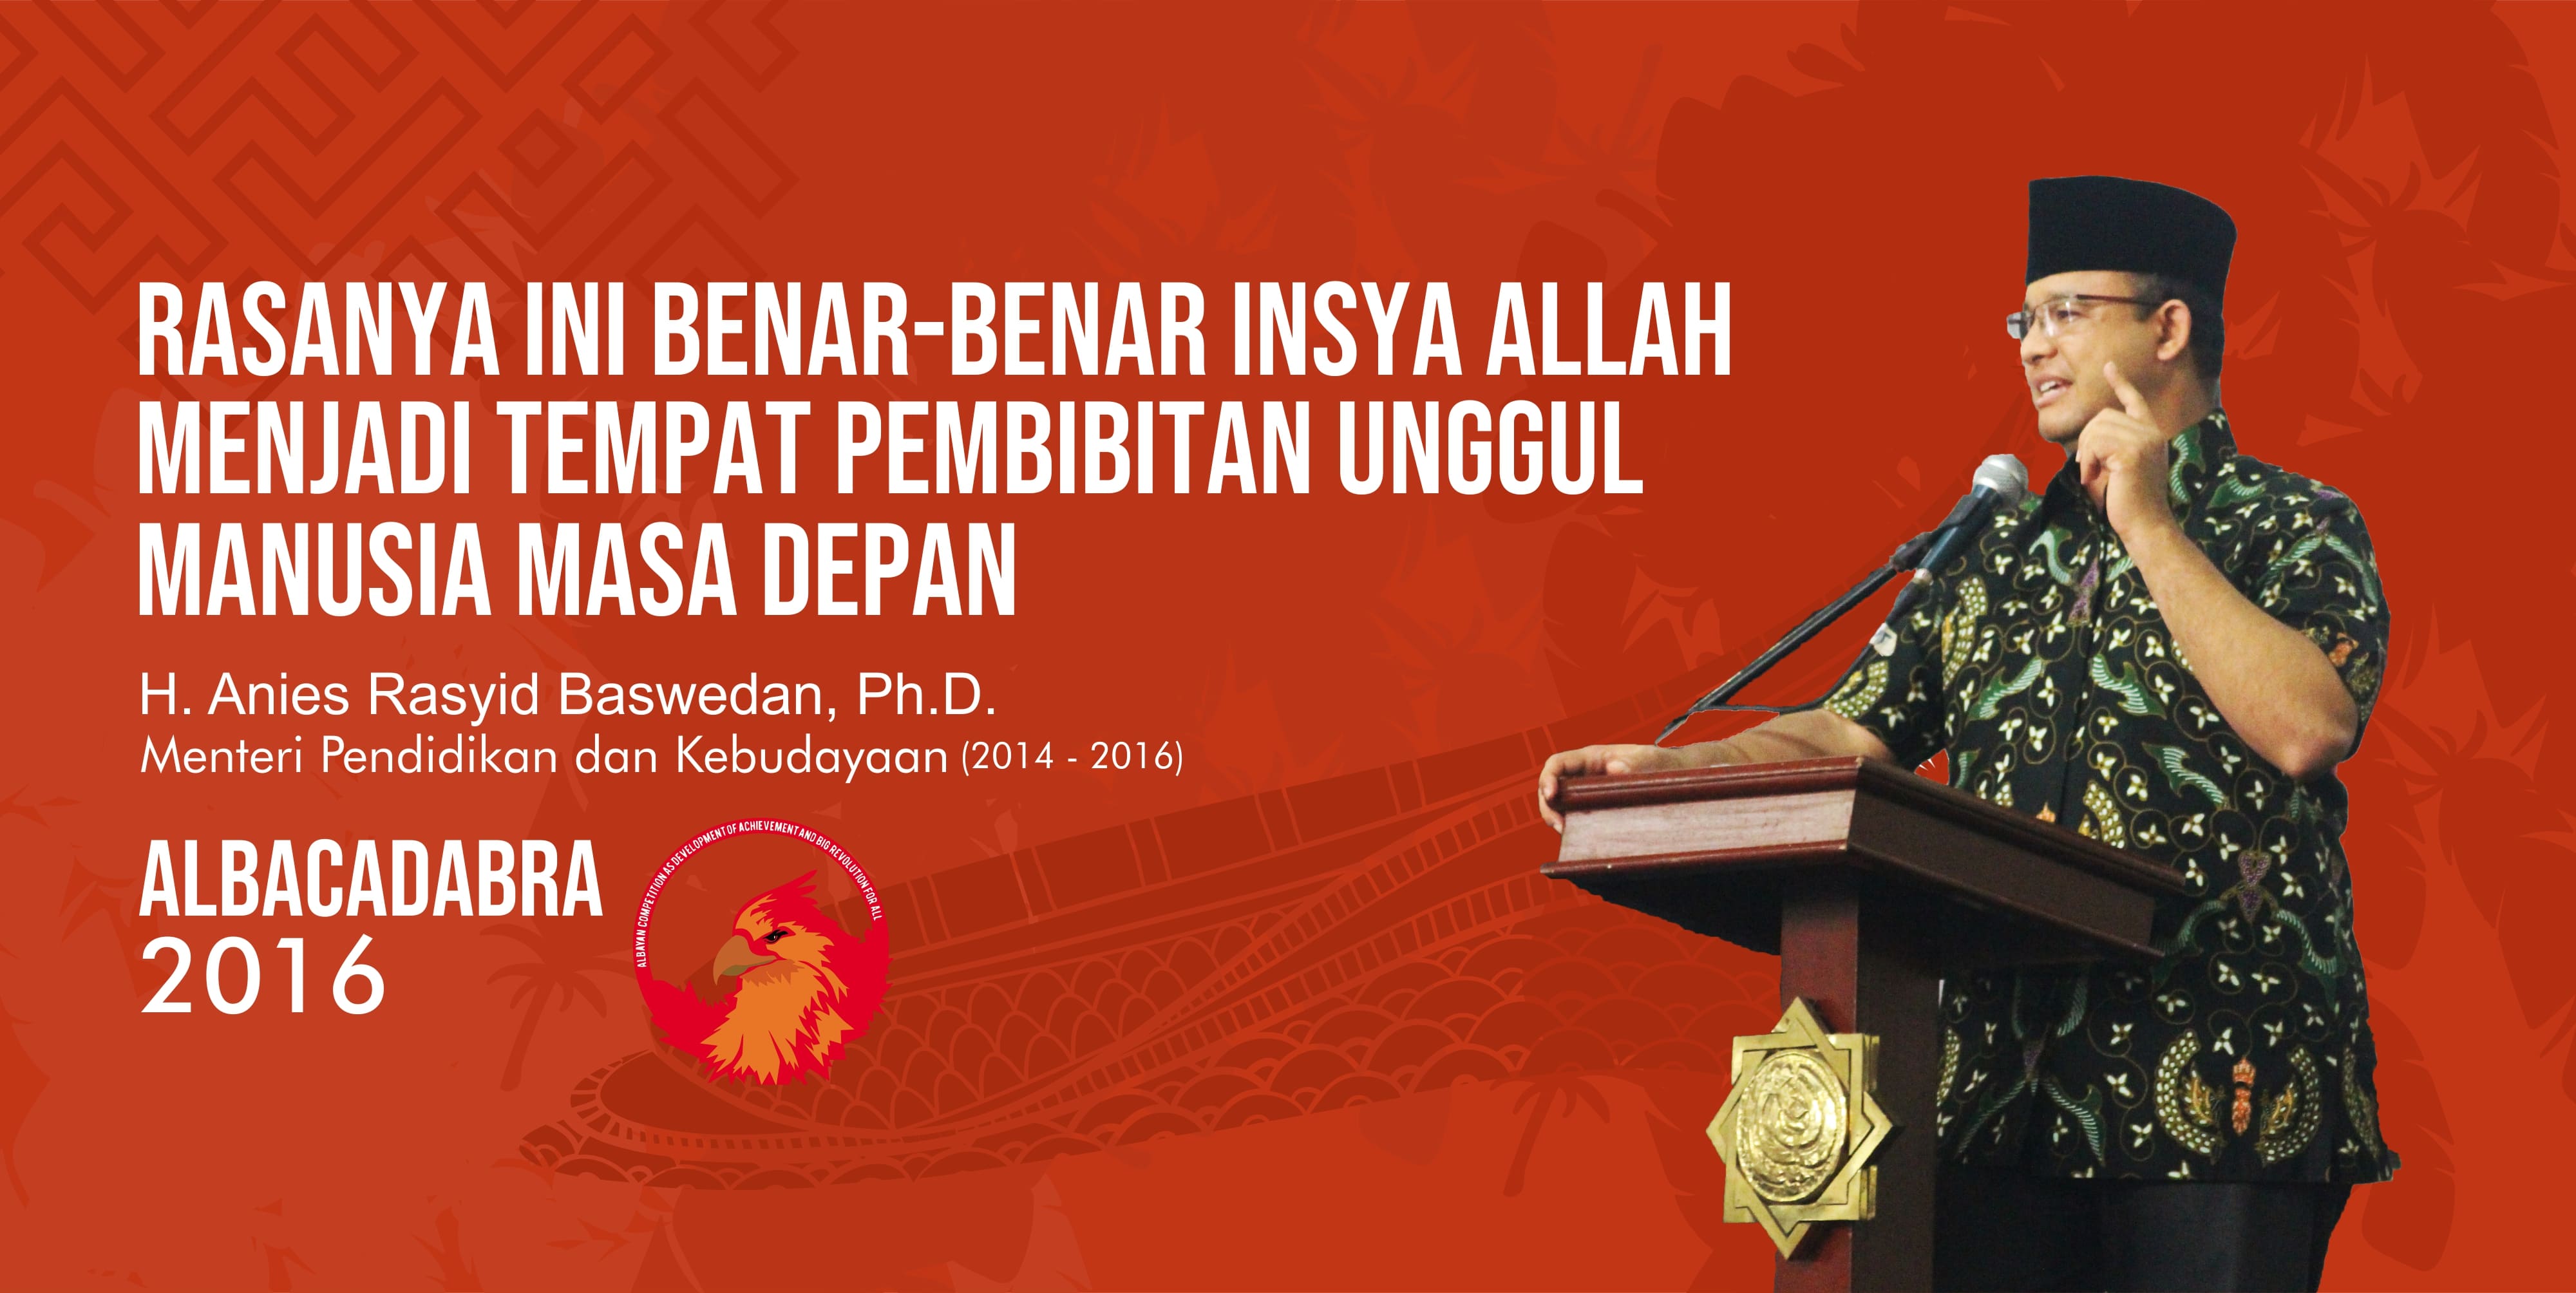 RASANYA INI BENAR-BENAR INSYA ALLAH
MENJADI TEMPAT PEMBIBITAN UNGGUL
MANUSIA MASA DEPAN
H. Anies Rasyid Baswedan, Ph.D.
Menteri Pendidikan dan Kebudayaan (2014 - 2016)
ALBACADABRA
2016
ALBAYAN COMPETITION AS DEVELOPMENT OF ACHIEVEMENT AND BIG REVOLUTION FOR ALL